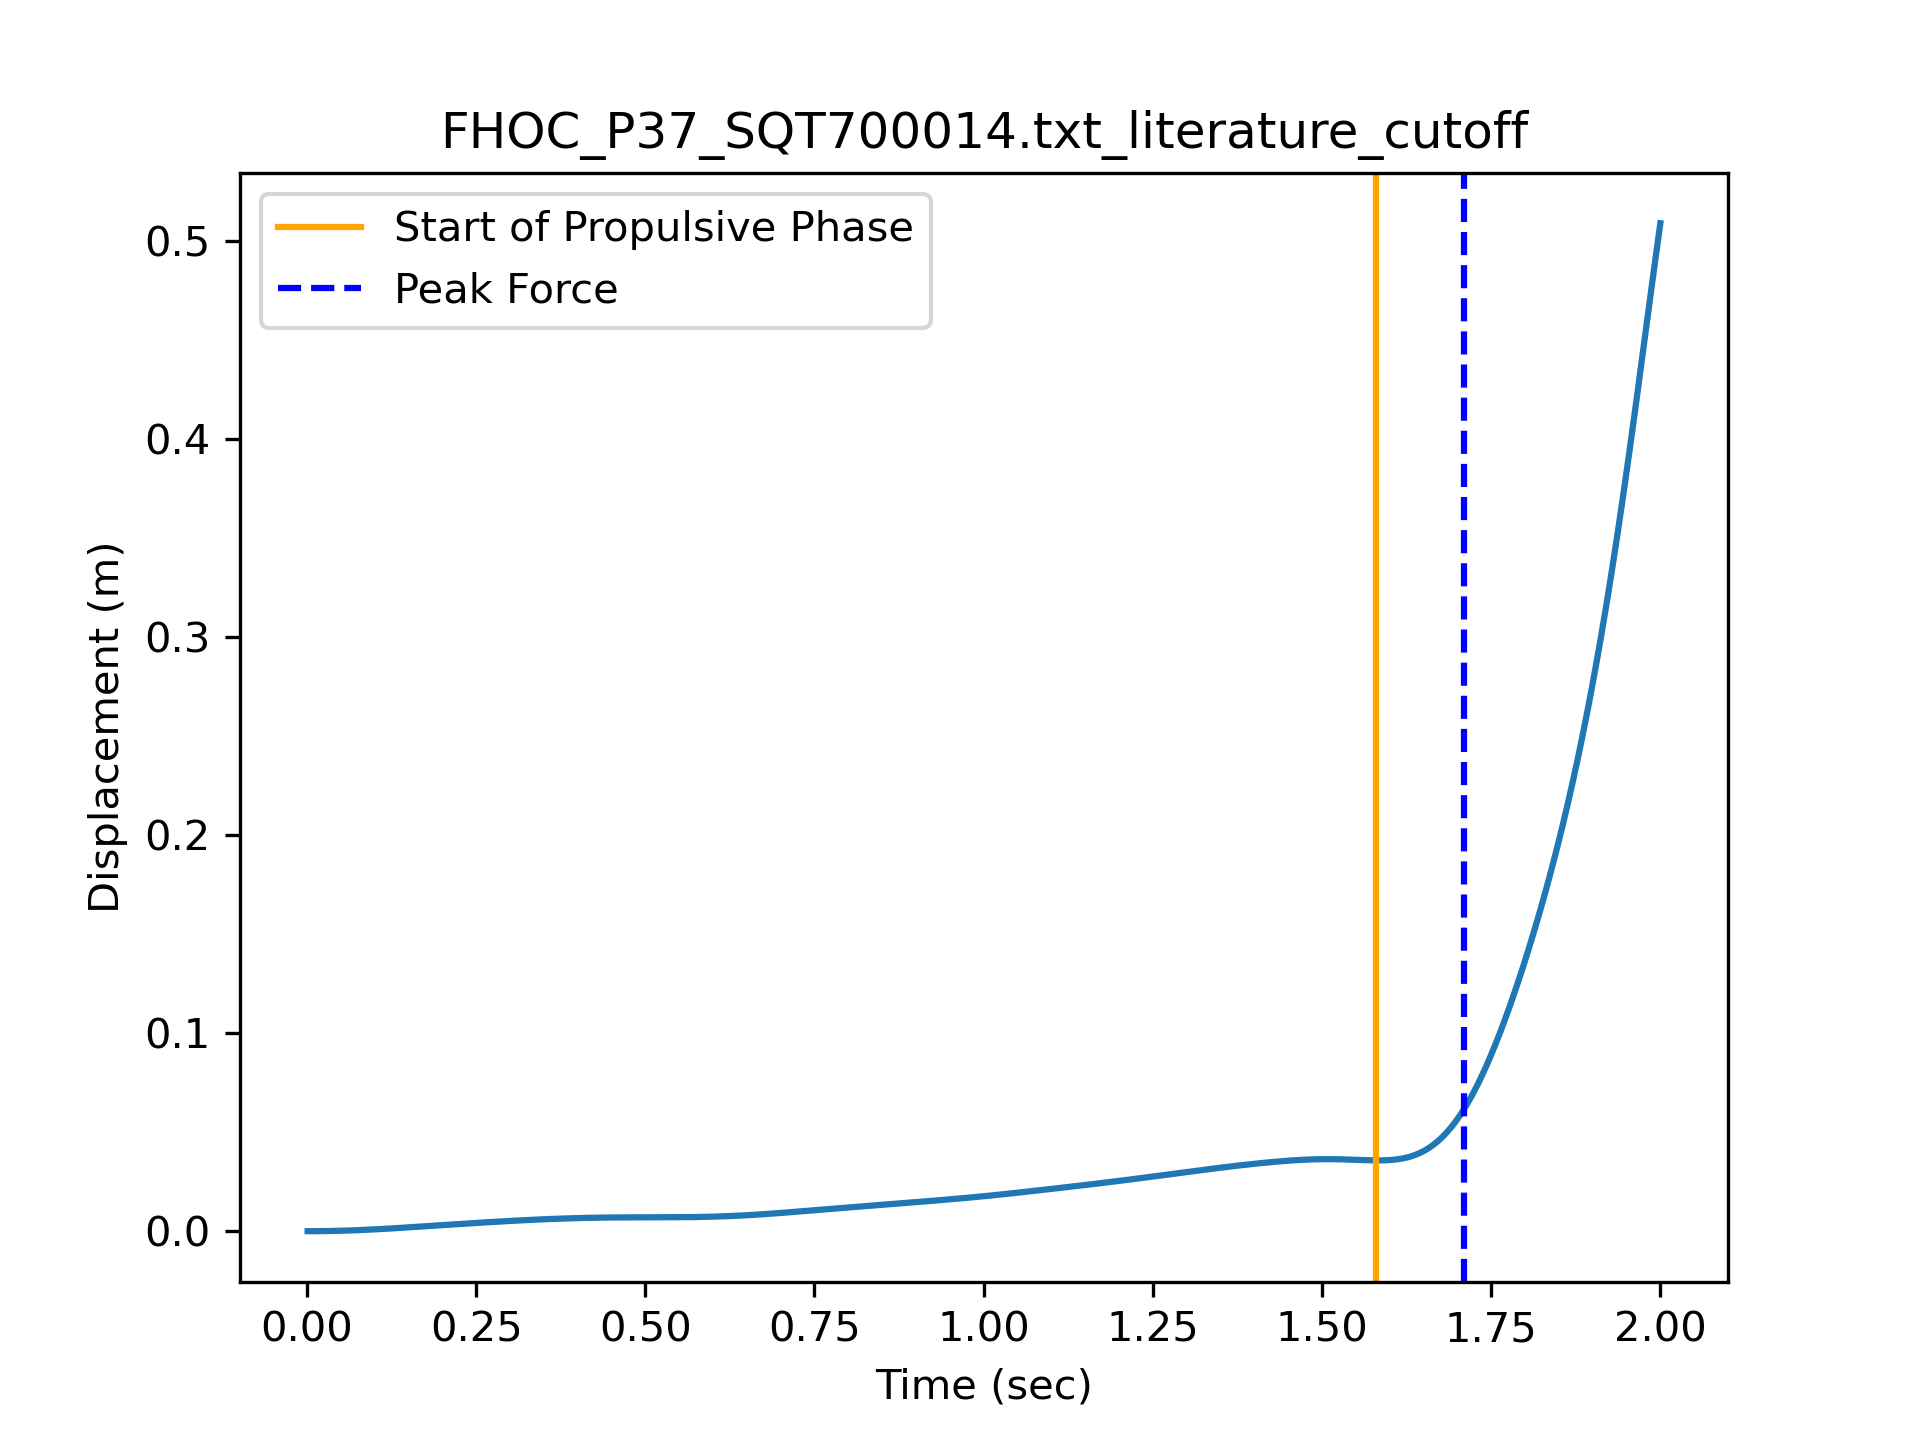 FHOC_P37_SQT700014.txt_literature_cutoff
Start of Propulsive Phase
Peak Force
0.5
0.4
0.3
0.2
0.1
0.0
Displacement (m)
0.00 0.25 0.50 0.75 1.00 1.25 1.50 1.75 2.00
Time (sec)